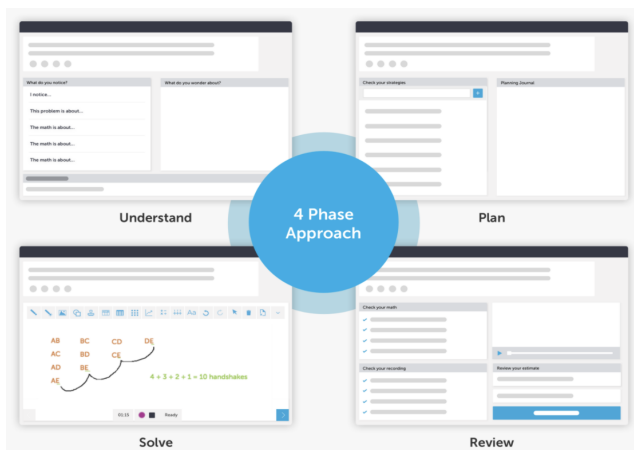 What do you notice?
What do you wonder about?
I notice...
This problem is about...
The math is about...
The math is about...
The math is about...
Understand
Check your strategies
Planning Journal
Plan
4 Phase
Approach
Aa
AB BC CD DE
AC BD CE
AD BE
AE
4 + 3 + 2 + 1 = 10 handshakes
01:15 Ready
Solve
Check your math
Check your recording
Review your estimate
Review